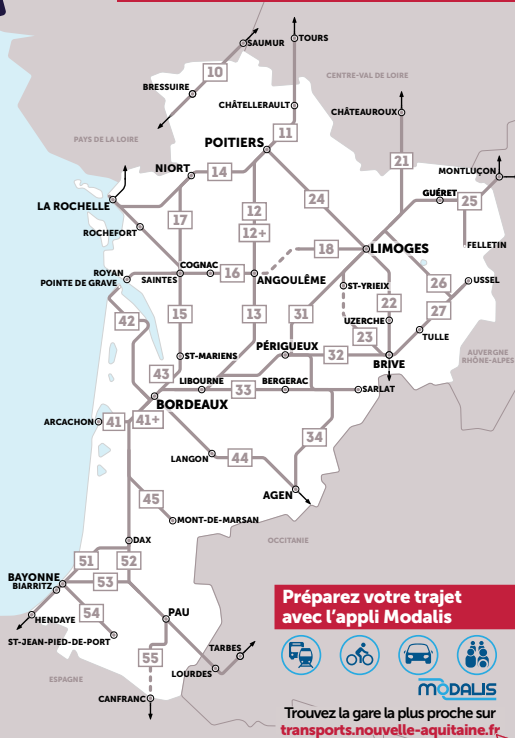 TOURS
SAUMUR
10
CENTRE-VAL DE LOIRE
BRESSUIRE
CHÂTELLERAULT
CHÂTEAUROUX
11
PAYS DE LA LOIRE
POITIERS
21
NIORT
14
MONTLUÇON
GUÉRET
25
LA ROCHELLE
24
12
17
12+
ROCHEFORT
18
LIMOGES
FELLETIN
COGNAC
ROYAN
16
ANGOULÊME
POINTE DE GRAVE
SAINTES
ST-YRIEIX
26
USSEL
42
15
13
31
22
27
UZERCHE
23
TULLE
PÉRIGUEUX
ST-MARIENS
32
BRIVE
AUVERGNE
RHÔNE-ALPES
43
LIBOURNE
33
BERGERAC
SARLAT
BORDEAUX
ARCACHON
41
41+
34
LANGON
44
AGEN
45
MONT-DE-MARSAN
DAX
OCCITANIE
51
52
BAYONNE
BIARRITZ
53
54
HENDAYE
PAU
ST-JEAN-PIED-DE-PORT
TARBES
55
LOURDES
ESPAGNE
CANFRANC
Préparez votre trajet
avec l'appli Modalis
MODALIS
Trouvez la gare la plus proche sur
transports.nouvelle-aquitaine.fr